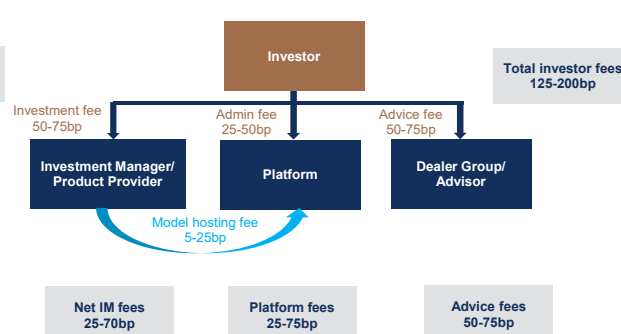 Investor
Total investor fees
125-200bp
Investment fee
50-75bp
Admin fee
25-50bp
Advice fee
50-75bp
Investment Manager/
Product Provider
Platform
Dealer Group/
Advisor
Model hosting fee
5-25bp
Net IM fees
25-70bp
Platform fees
25-75bp
Advice fees
50-75bp